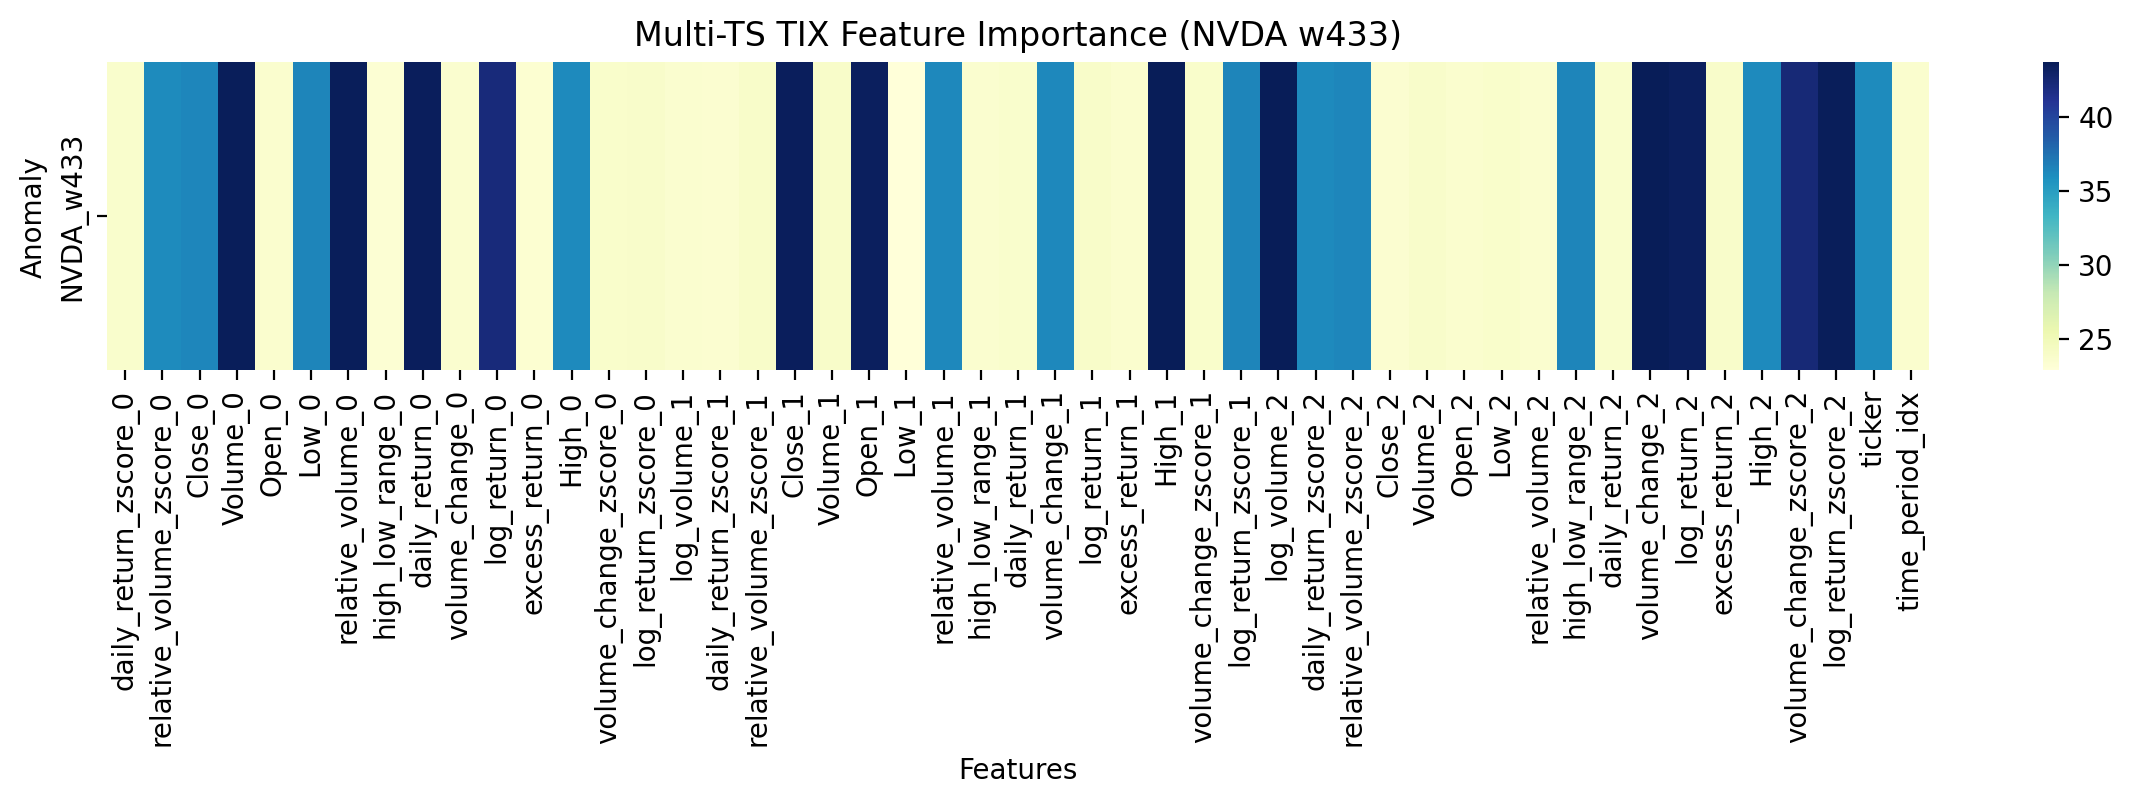 Multi-TS TIX Feature Importance (NVDA w433)
Anomaly
NVDA_w433
40
35
30
25
daily_return_zscore_0
relative_volume_zscore_0
Close_0
Volume_0
Open_0
Low_0
relative_volume_0
high_low_range_0
daily_return_0
volume_change_0
log_return_0
excess_return_0
High_0
volume_change_zscore_0
log_return_zscore_0
log_volume_1
daily_return_zscore_1
relative_volume_zscore_1
Close_1
Volume_1
Open_1
Low_1
relative_volume_1
high_low_range_1
daily_return_1
volume_change_1
log_return_1
excess_return_1
High_1
volume_change_zscore_1
log_return_zscore_1
log_volume_2
daily_return_zscore_2
relative_volume_zscore_2
Close_2
Volume_2
Open_2
Low_2
relative_volume_2
high_low_range_2
daily_return_2
volume_change_2
log_return_2
excess_return_2
High_2
volume_change_zscore_2
log_return_zscore_2
ticker
time_period_idx
Features